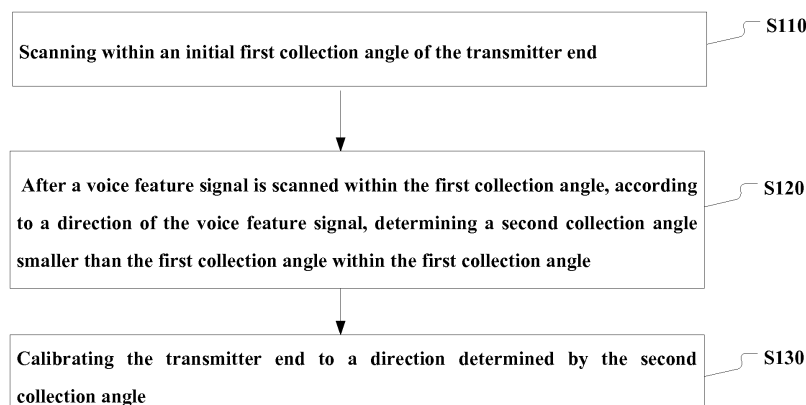 S110
Scanning within an initial first collection angle of the transmitter end
After a voice feature signal is scanned within the first collection angle, according
to a direction of the voice feature signal, determining a second collection angle
smaller than the first collection angle within the first collection angle
S120
Calibrating the transmitter end to a direction determined by the second
collection angle
S130